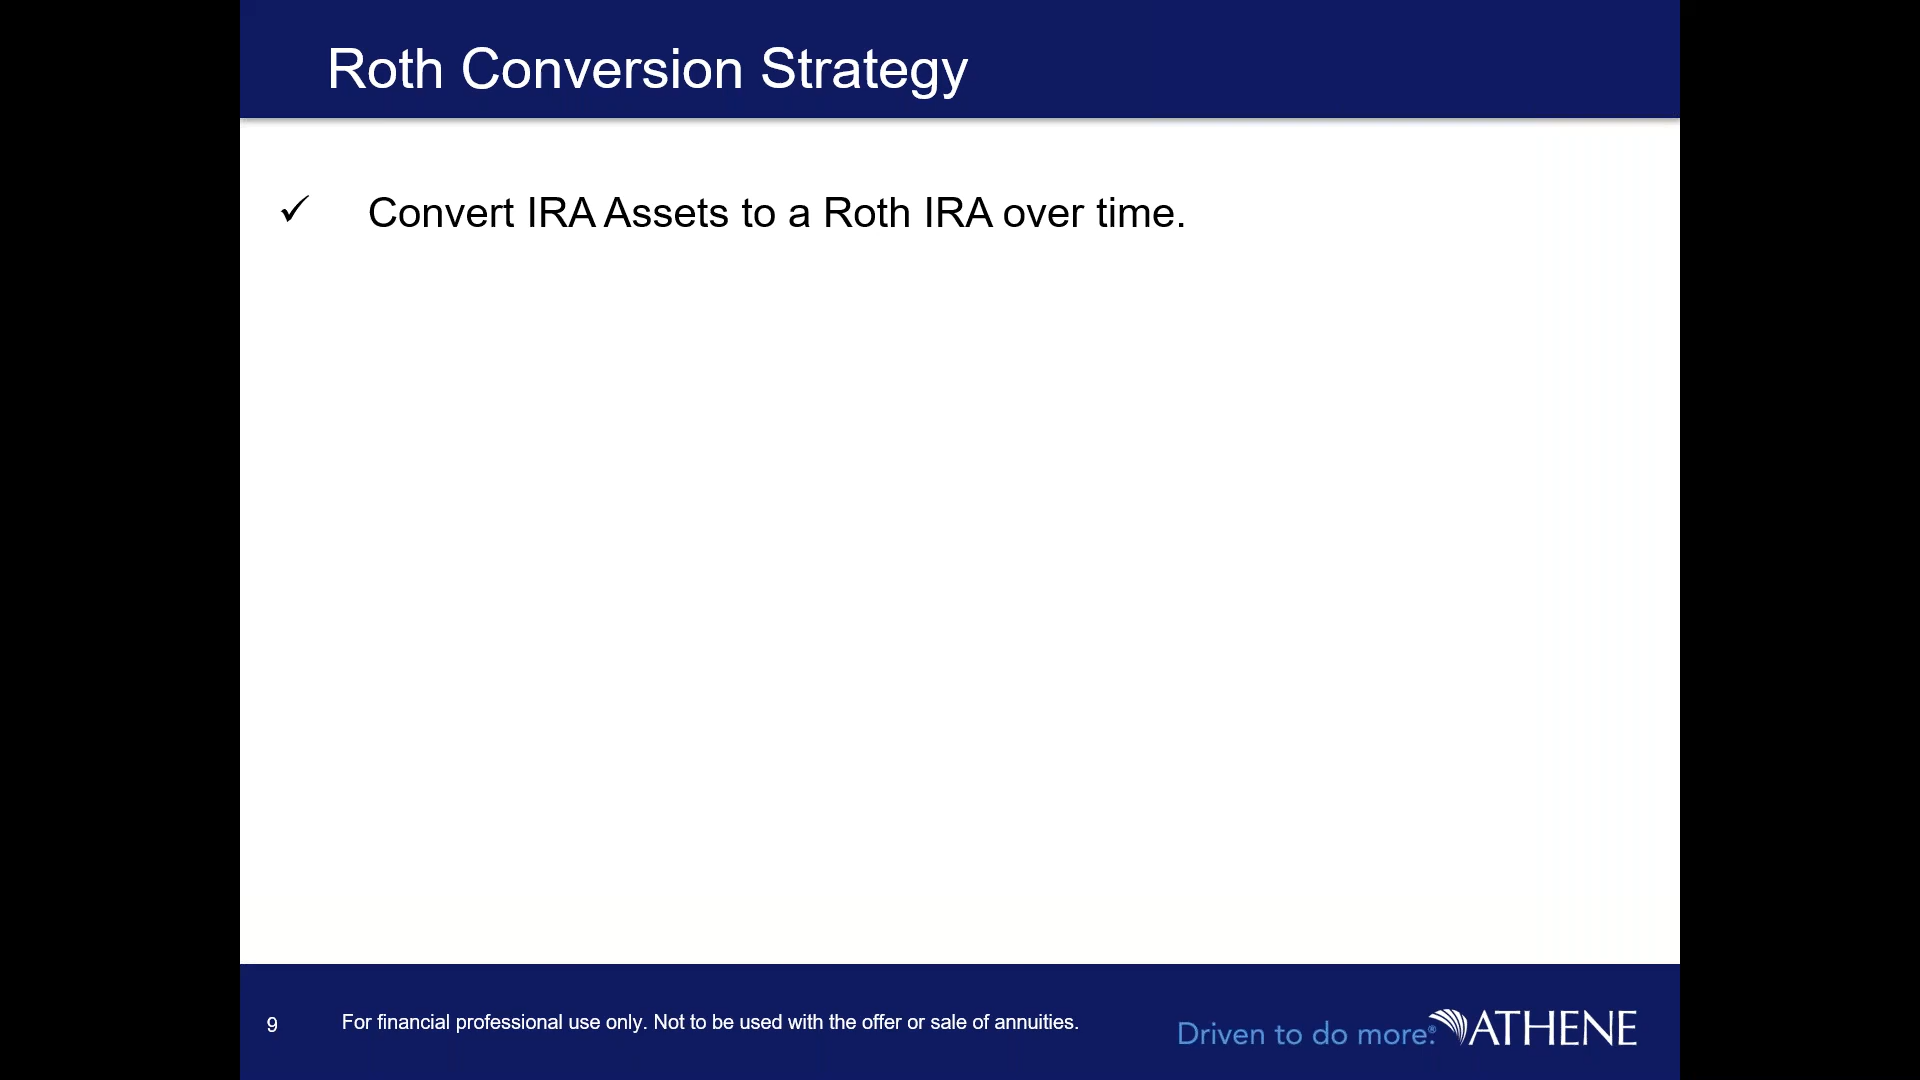 Roth Conversion Strategy
✓ Convert IRA Assets to a Roth IRA over time.
9
For financial professional use only. Not to be used with the offer or sale of annuities.
Driven to do more.®
ATHENE